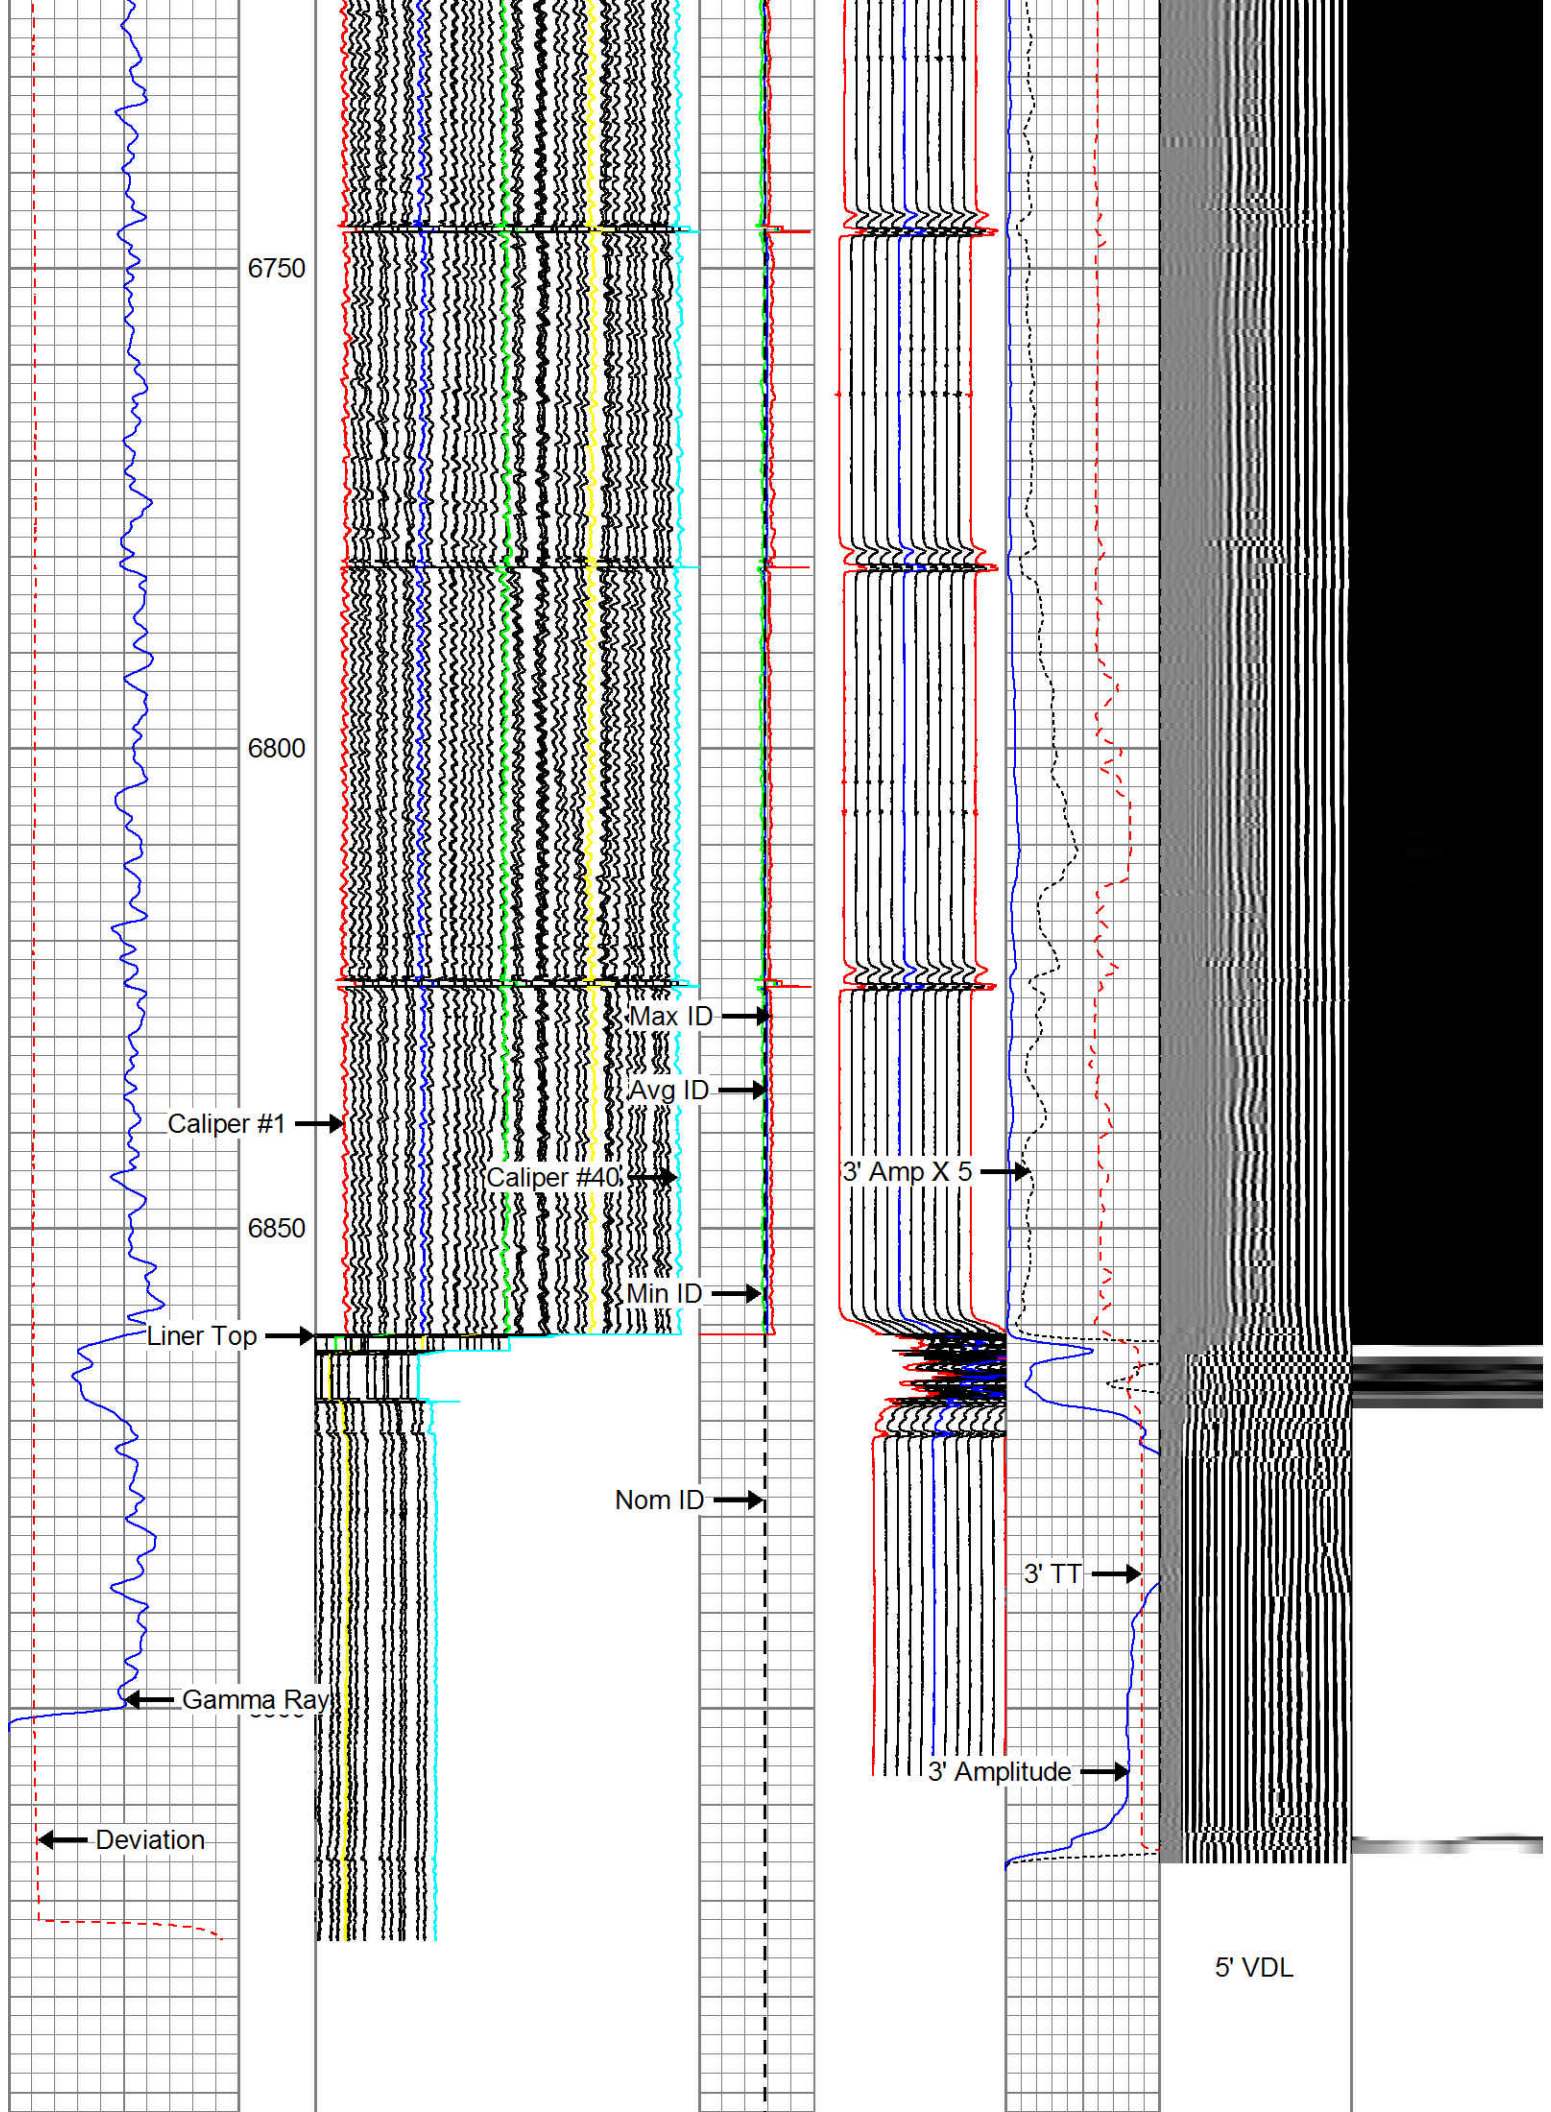 6750
6800
Max ID
Avg ID
Caliper #1
3' Amp X 5
Caliper #40
6850
Min ID
Liner Top
Nom ID
3' TT
Gamma Ray
3' Amplitude
Deviation
5' VDL